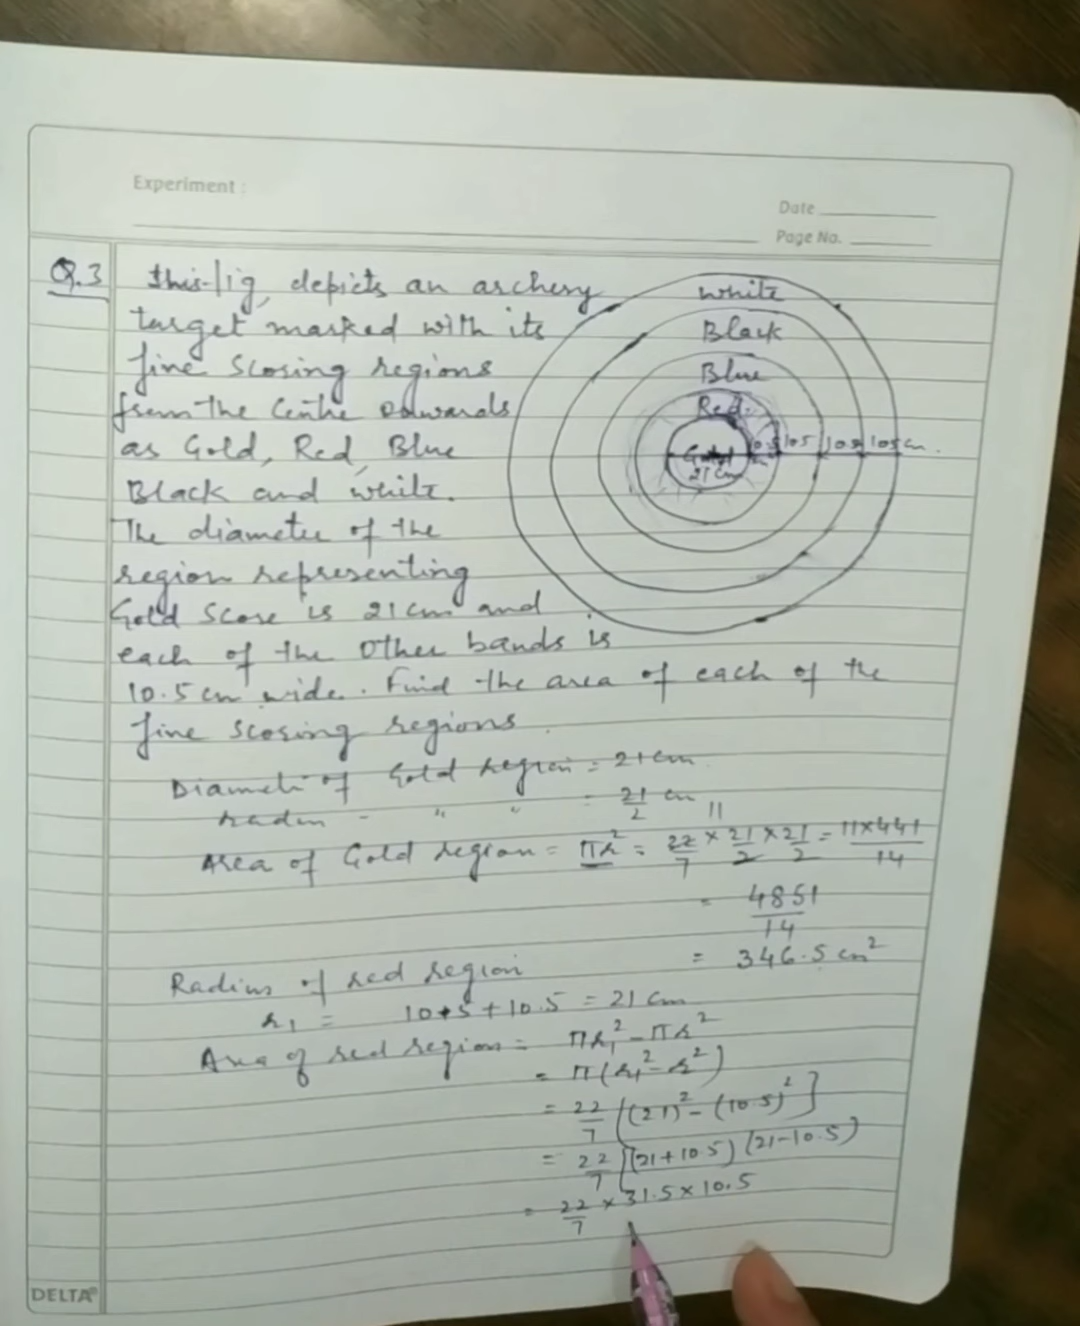 Experiment :
Date
Page No.
Q.3 this fig, depicts an archery
target marked with its
five scoring regions
from the centre outwards
as Gold, Red, Blue
Black and white.
The diameter of the
region representing
Gold Score is 21 cm and
each of the other bands is
10.5 cm wide. Find the area of each of the
five scoring regions.
white
Black
Blue
Red.
Gold 10.5 105 105 105 cm.
21 cm
Diameter of Gold region = 21 cm
radius " " = 21/2 cm
11
Area of Gold region = πr² = 22/7 × 21/2 × 21/2 = 11×441/14
= 4851/14
= 346.5 cm²
Radius of red region
r₁ = 10.5 + 10.5 = 21 cm
Area of red region = πr₁² - πr²
= π(r₁² - r²)
= 22/7 [(21)² - (10.5)²]
= 22/7 [(21+10.5) (21-10.5)
= 22/7 × 31.5 × 10.5
DELTA®